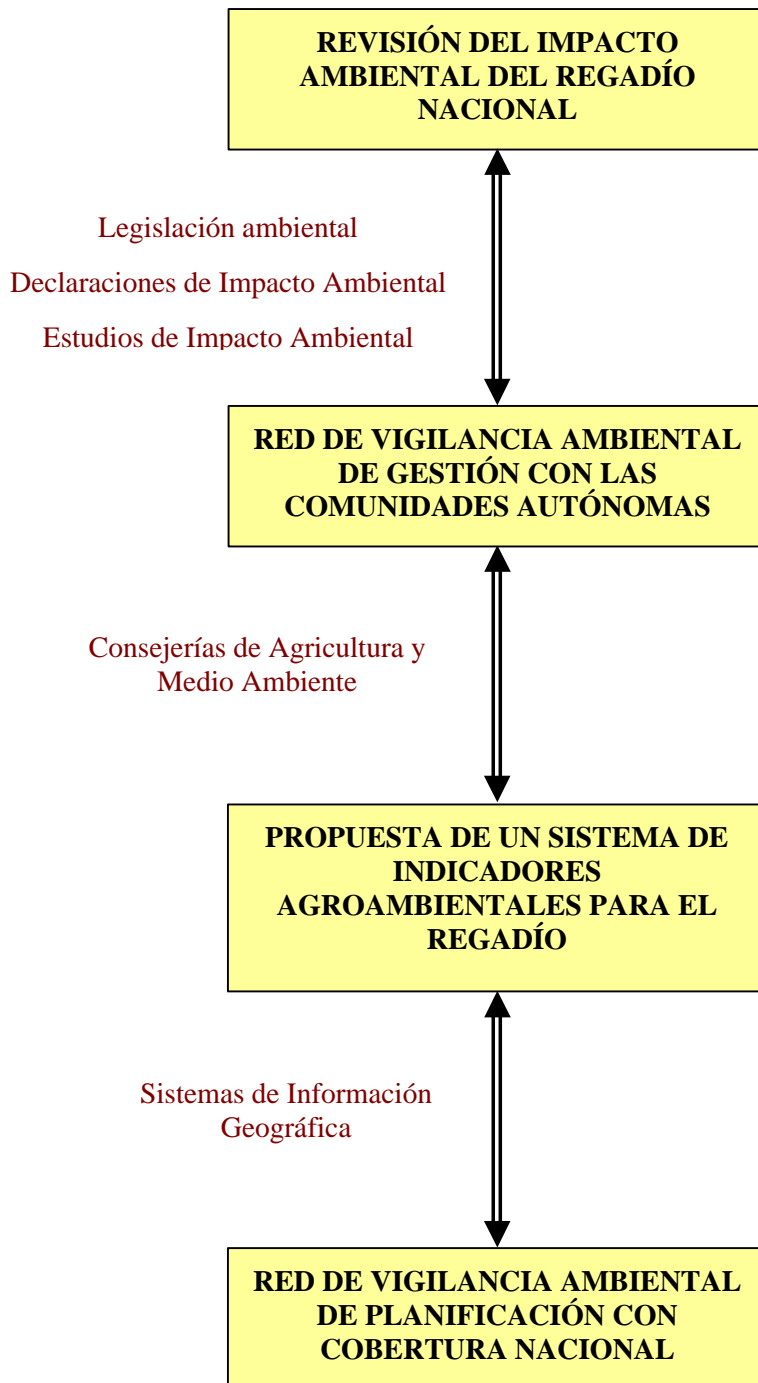 REVISIÓN DEL IMPACTO
AMBIENTAL DEL REGADÍO
NACIONAL
Legislación ambiental
Declaraciones de Impacto Ambiental
Estudios de Impacto Ambiental
RED DE VIGILANCIA AMBIENTAL
DE GESTIÓN CON LAS
COMUNIDADES AUTÓNOMAS
Consejerías de Agricultura y
Medio Ambiente
PROPUESTA DE UN SISTEMA DE
INDICADORES
AGROAMBIENTALES PARA EL
REGADÍO
Sistemas de Información
Geográfica
RED DE VIGILANCIA AMBIENTAL
DE PLANIFICACIÓN CON
COBERTURA NACIONAL